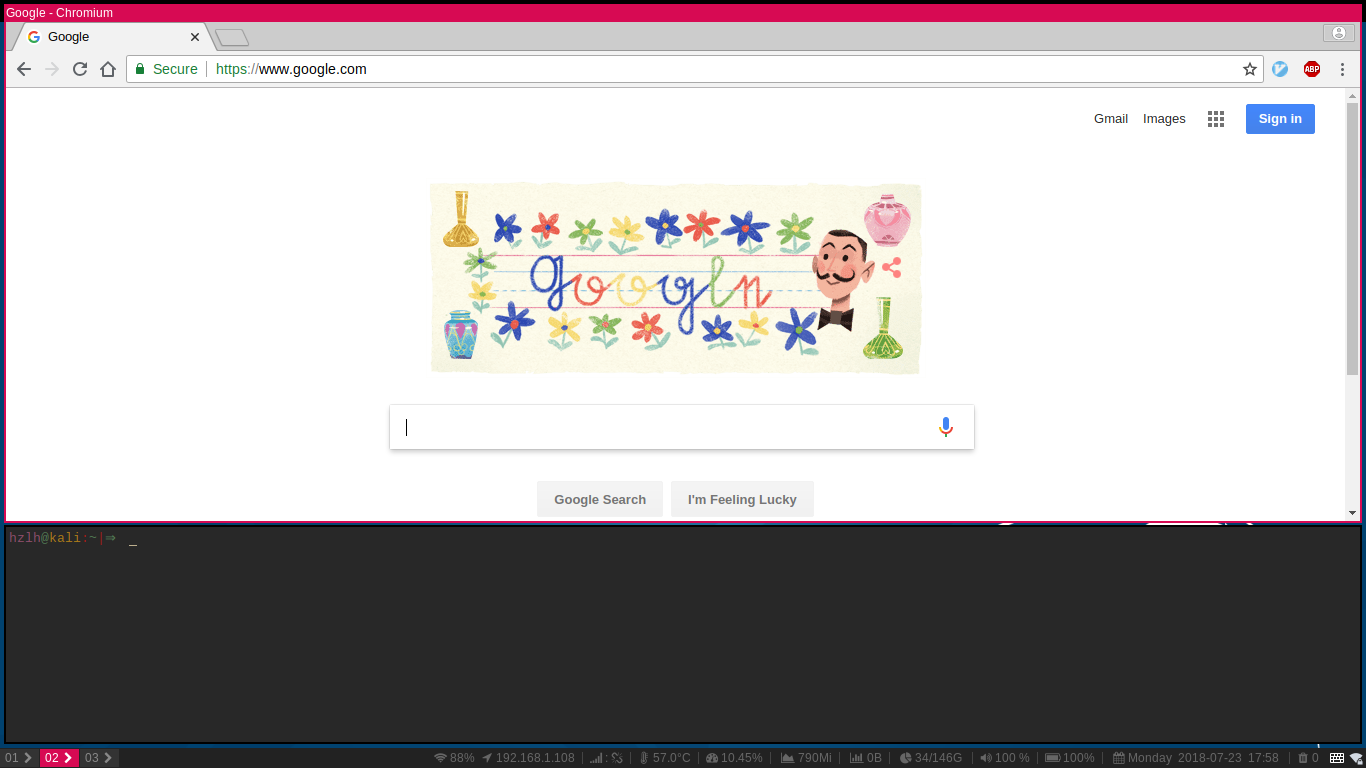 Google - Chromium
Google
Secure https://www.google.com
ABP
Gmail Images Sign in
Google
Google Search I'm Feeling Lucky
hzlh@kali:~|⇒ _
01 02 03 88% 192.168.1.108 : 57.0°C 10.45% 790Mi 0B 34/146G 100 % 100% Monday 2018-07-23 17:58 0